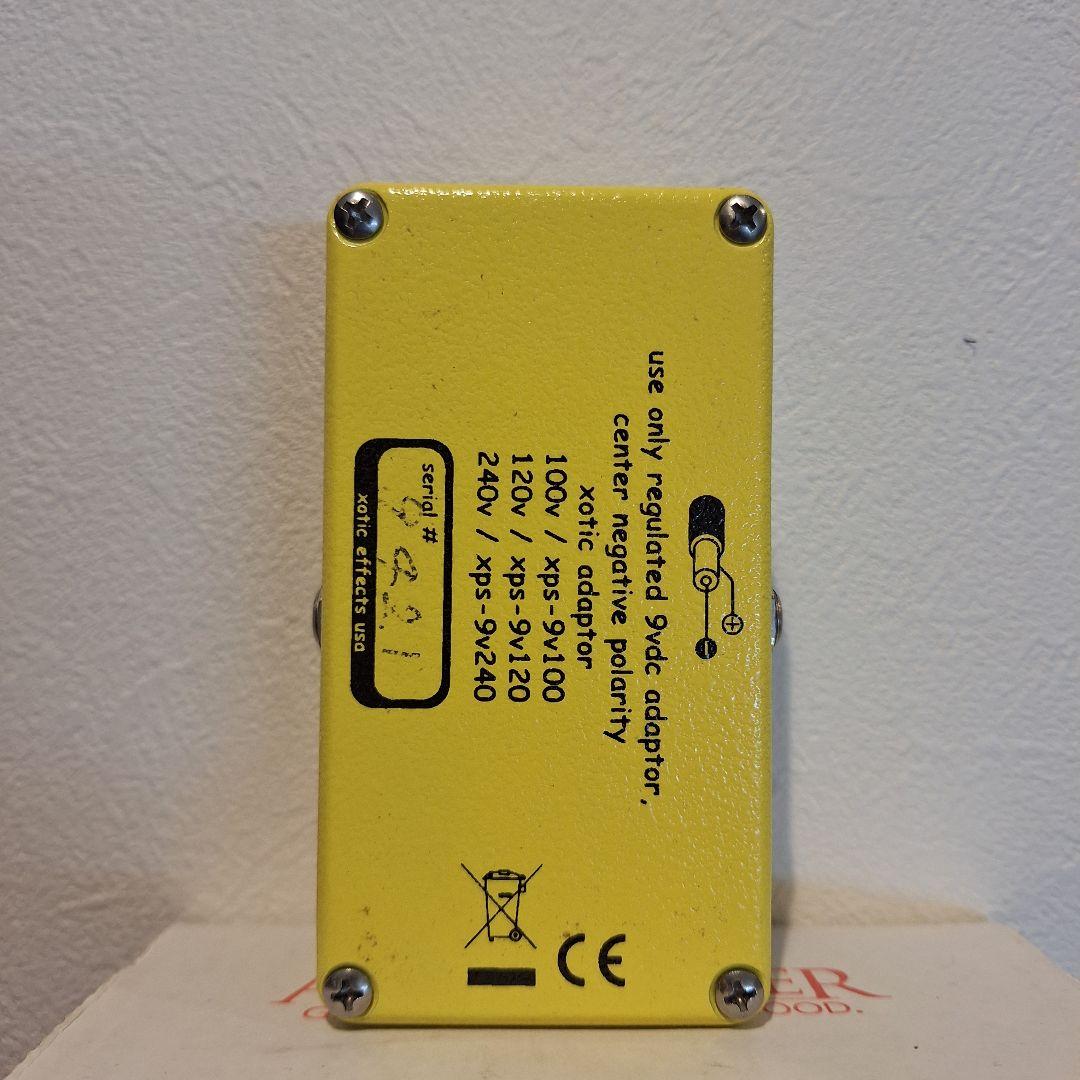 use only regulated 9vdc adaptor,
center negative polarity
xotic adaptor
100v / xps-9v100
120v / xps-9v120
240v / xps-9v240
serial #
xotic effects usa
CE